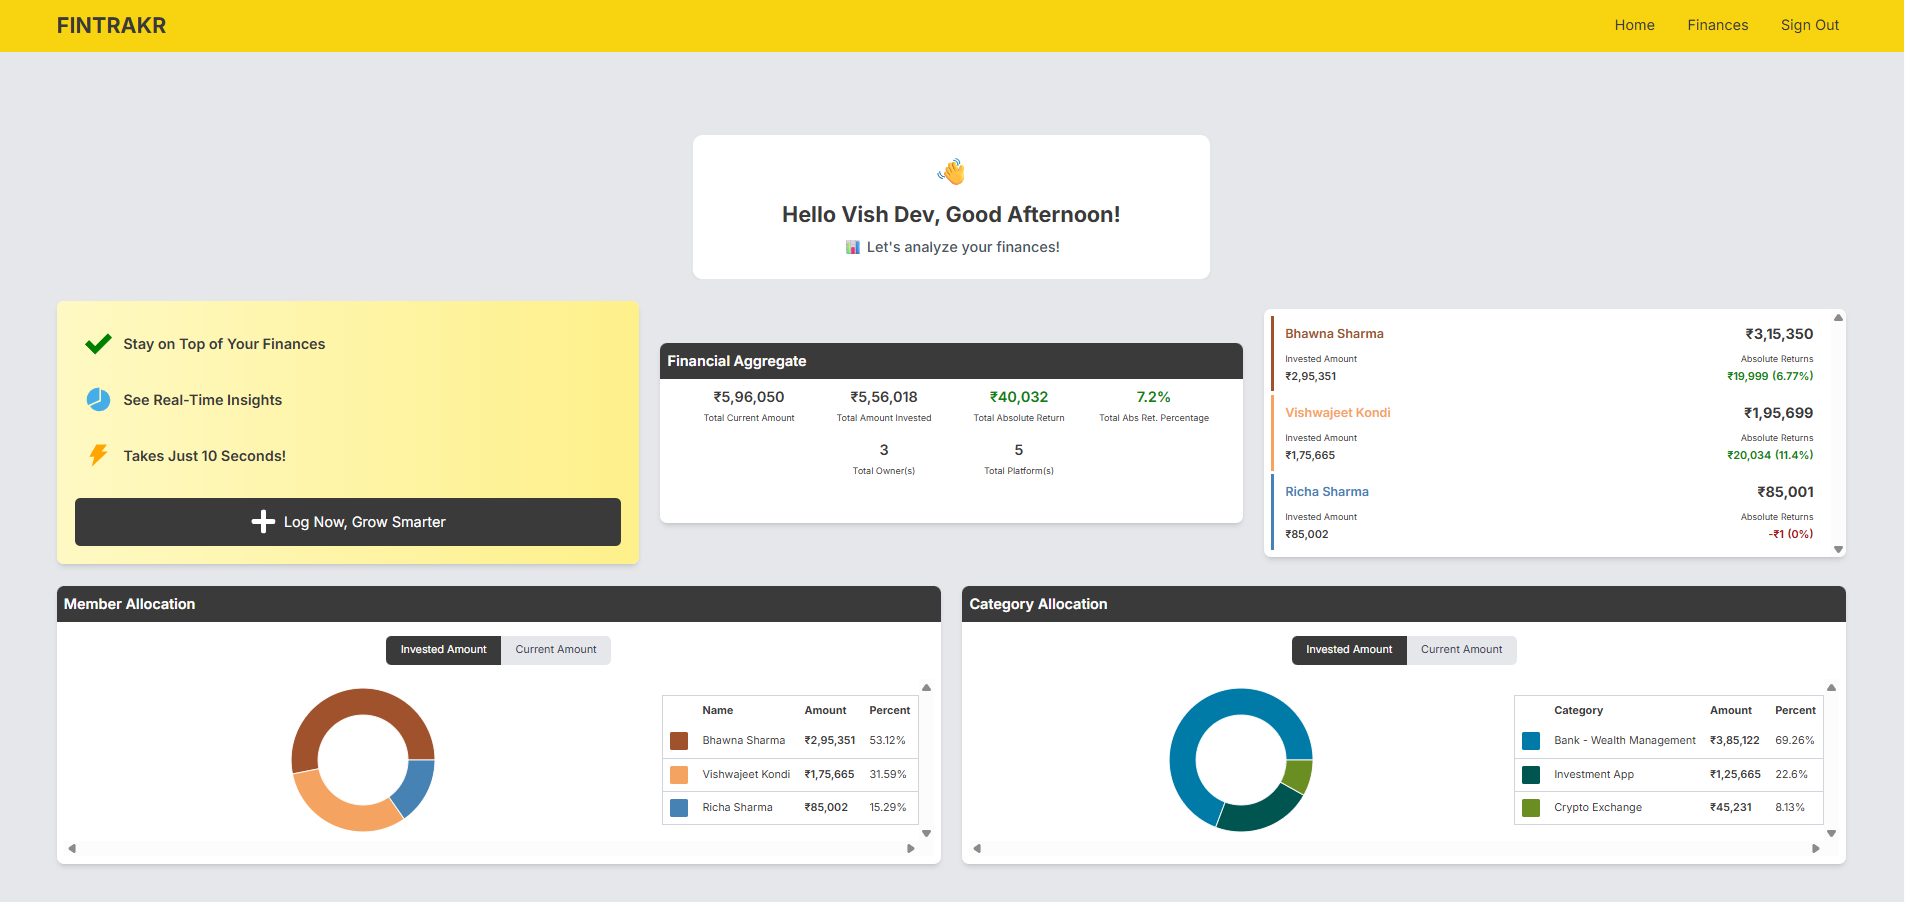 FINTRAKR
Home Finances Sign Out
Hello Vish Dev, Good Afternoon!
Let's analyze your finances!
Stay on Top of Your Finances
See Real-Time Insights
Takes Just 10 Seconds!
Log Now, Grow Smarter
Financial Aggregate
₹5,96,050 ₹5,56,018 ₹40,032 7.2%
Total Current Amount Total Amount Invested Total Absolute Return Total Abs Ret. Percentage
3 5
Total Owner(s) Total Platform(s)
Bhawna Sharma ₹3,15,350
Invested Amount Absolute Returns
₹2,95,351 ₹19,999 (6.77%)
Vishwajeet Kondi ₹1,95,699
Invested Amount Absolute Returns
₹1,75,665 ₹20,034 (11.4%)
Richa Sharma ₹85,001
Invested Amount Absolute Returns
₹85,002 -₹1 (0%)
Member Allocation
Invested Amount Current Amount
Name Amount Percent
Bhawna Sharma ₹2,95,351 53.12%
Vishwajeet Kondi ₹1,75,665 31.59%
Richa Sharma ₹85,002 15.29%
Category Allocation
Invested Amount Current Amount
Category Amount Percent
Bank - Wealth Management ₹3,85,122 69.26%
Investment App ₹1,25,665 22.6%
Crypto Exchange ₹45,231 8.13%